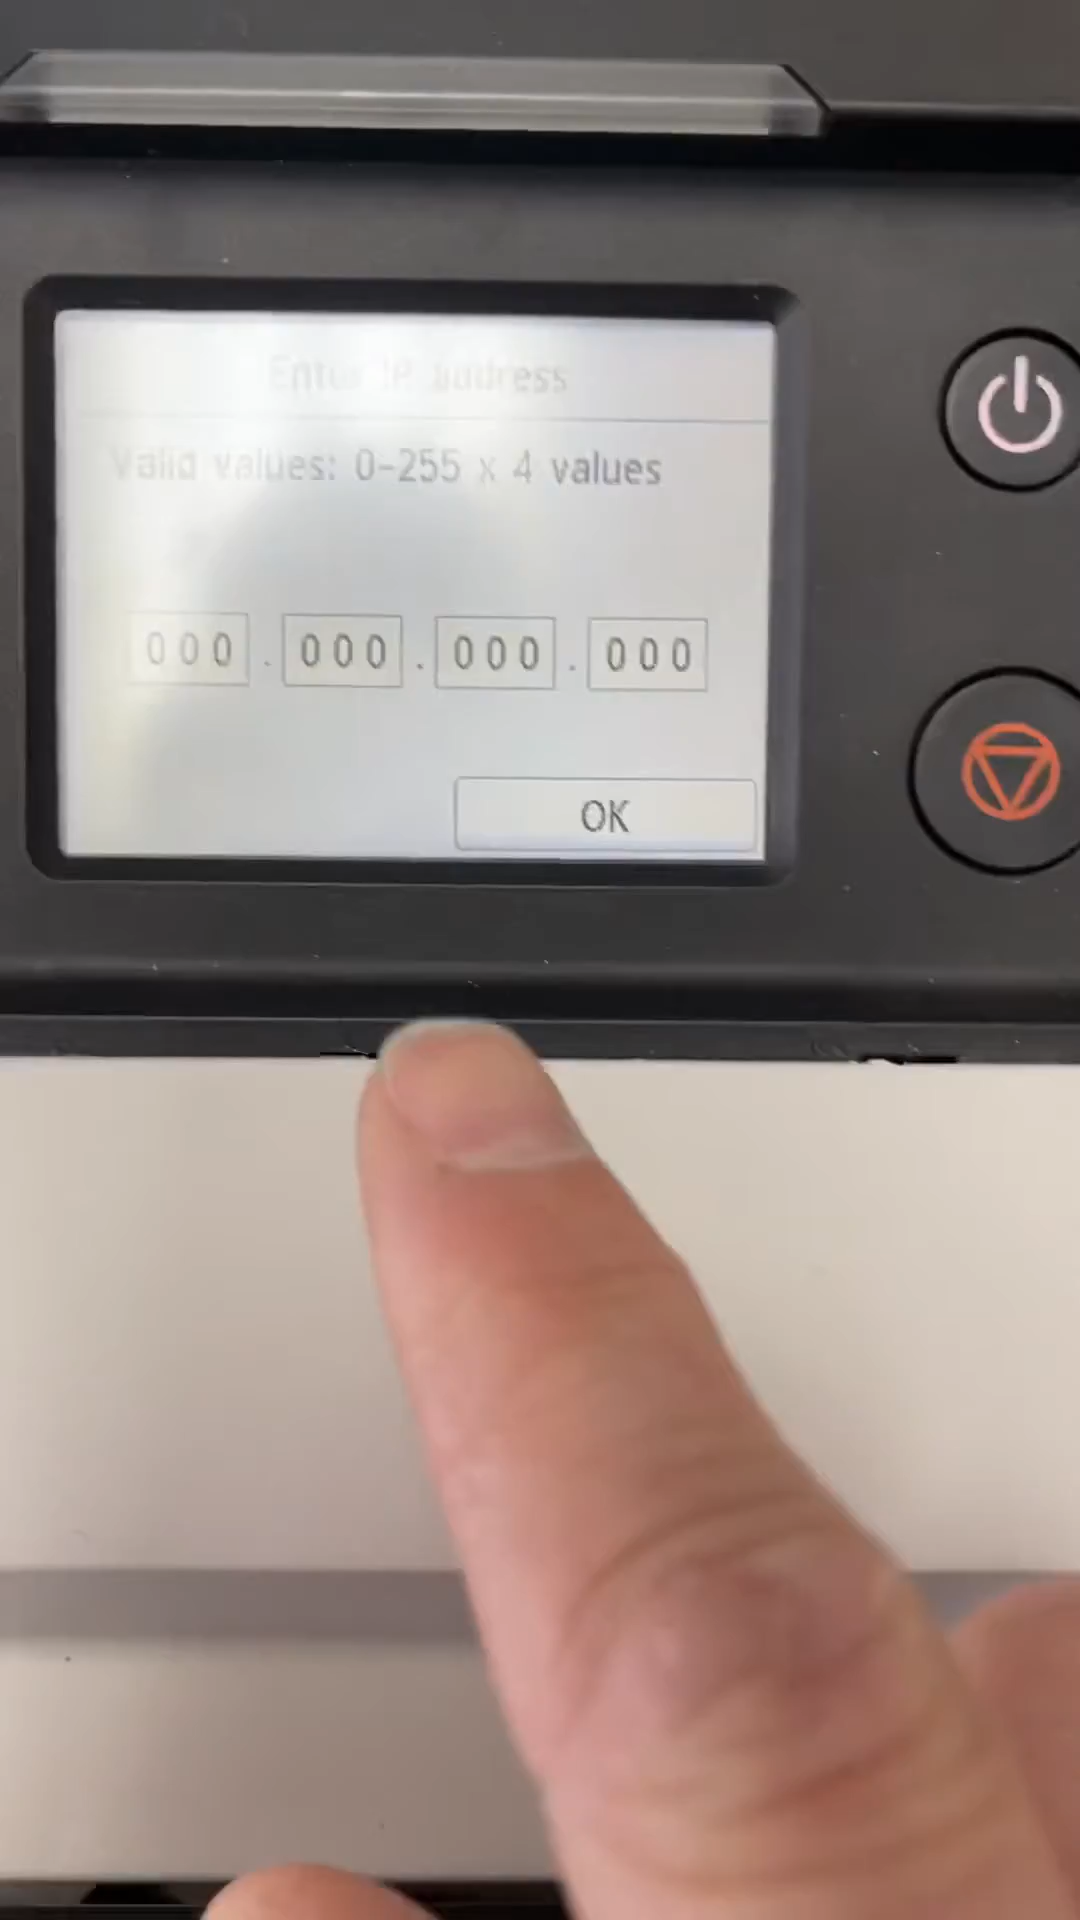 Enter IP address
Valid values: 0-255 x 4 values
000 . 000 . 000 . 000
OK